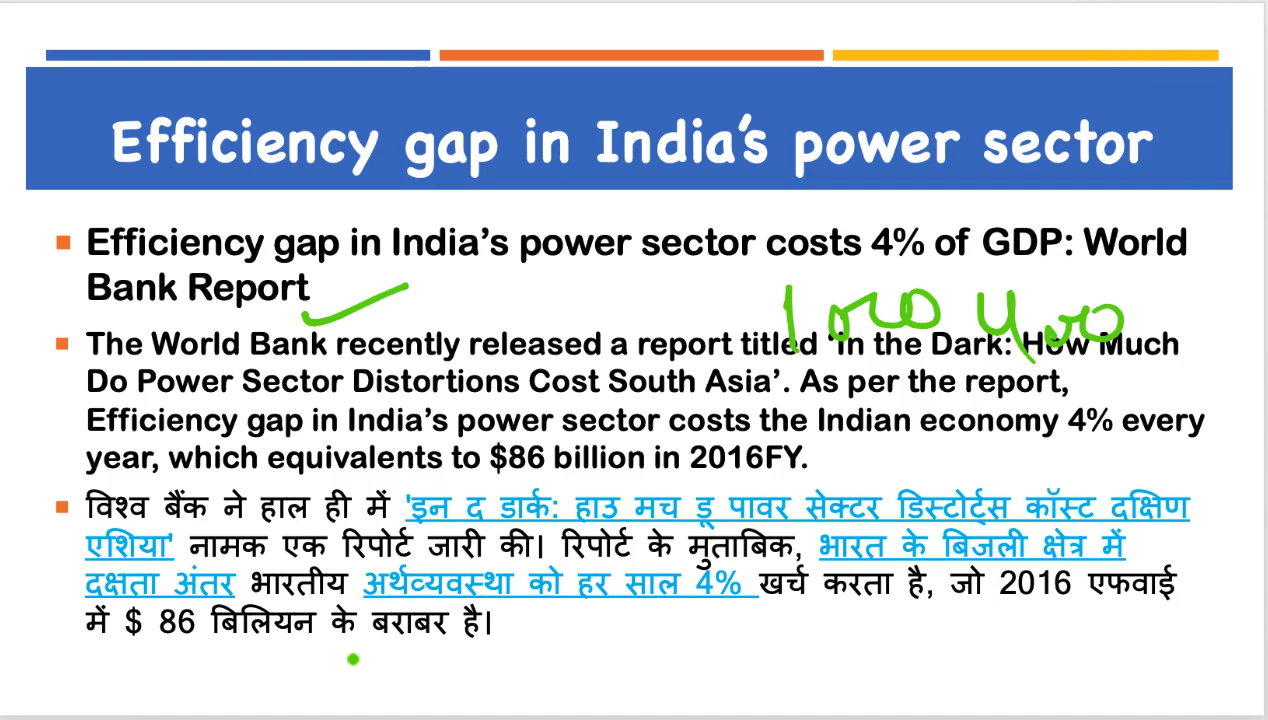 Efficiency gap in India's power sector
Efficiency gap in India's power sector costs 4% of GDP: World
Bank Report
The World Bank recently released a report titled 'In the Dark: How Much
Do Power Sector Distortions Cost South Asia'. As per the report,
Efficiency gap in India's power sector costs the Indian economy 4% every
year, which equivalents to $86 billion in 2016FY.
विश्व बैंक ने हाल ही में 'इन द डार्क: हाउ मच डू पावर सेक्टर डिस्टोर्ट्स कॉस्ट दक्षिण
एशिया' नामक एक रिपोर्ट जारी की। रिपोर्ट के मुताबिक, भारत के बिजली क्षेत्र में
दक्षता अंतर भारतीय अर्थव्यवस्था को हर साल 4% खर्च करता है, जो 2016 एफवाई
में $ 86 बिलियन के बराबर है।